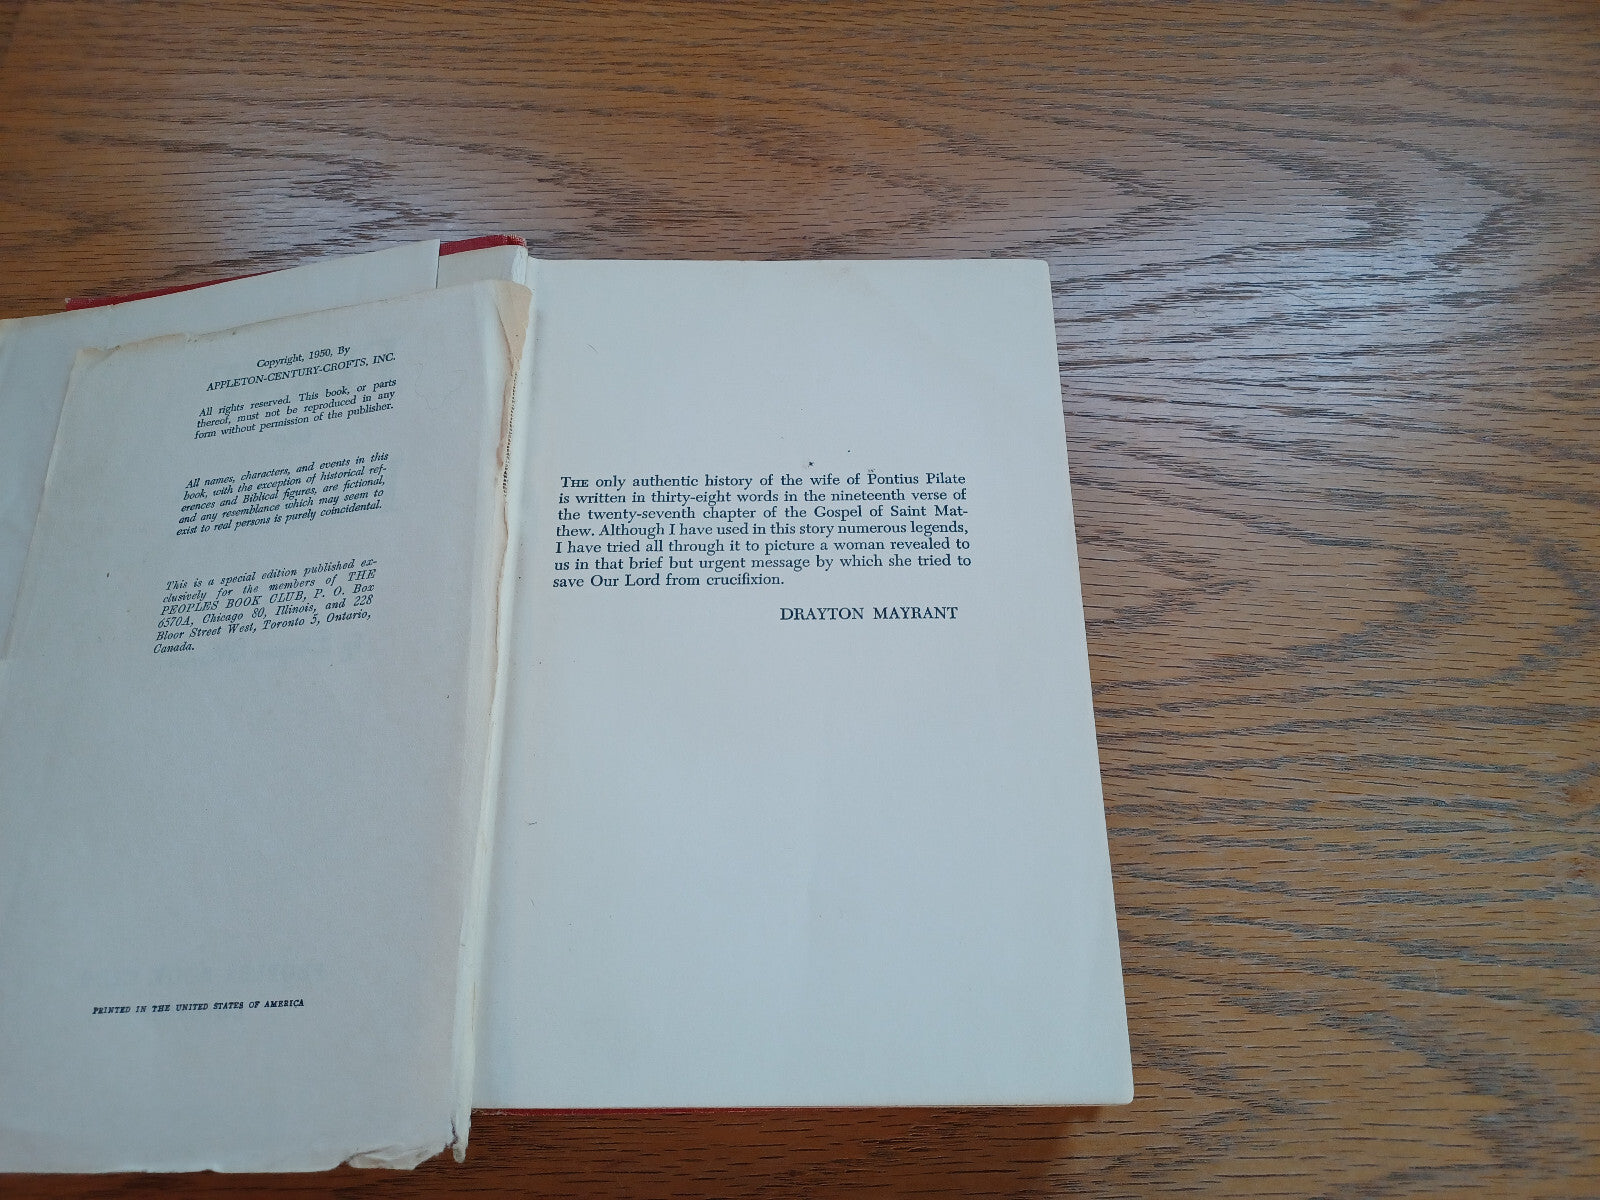 Copyright, 1950, By
APPLETON-CENTURY-CROFTS, INC.
All rights reserved. This book, or parts
thereof, must not be reproduced in any
form without permission of the publisher.
All names, characters, and events in this
book, with the exception of historical ref-
erences and Biblical figures, are fictional,
and any resemblance which may seem to
exist to real persons is purely coincidental.
This is a special edition published ex-
clusively for the members of THE
PEOPLES BOOK CLUB, P. O. Box
6570A, Chicago 80, Illinois, and 228
Bloor Street West, Toronto 5, Ontario,
Canada.
PRINTED IN THE UNITED STATES OF AMERICA
THE only authentic history of the wife of Pontius Pilate
is written in thirty-eight words in the nineteenth verse of
the twenty-seventh chapter of the Gospel of Saint Mat-
thew. Although I have used in this story numerous legends,
I have tried all through it to picture a woman revealed to
us in that brief but urgent message by which she tried to
save Our Lord from crucifixion.
DRAYTON MAYRANT